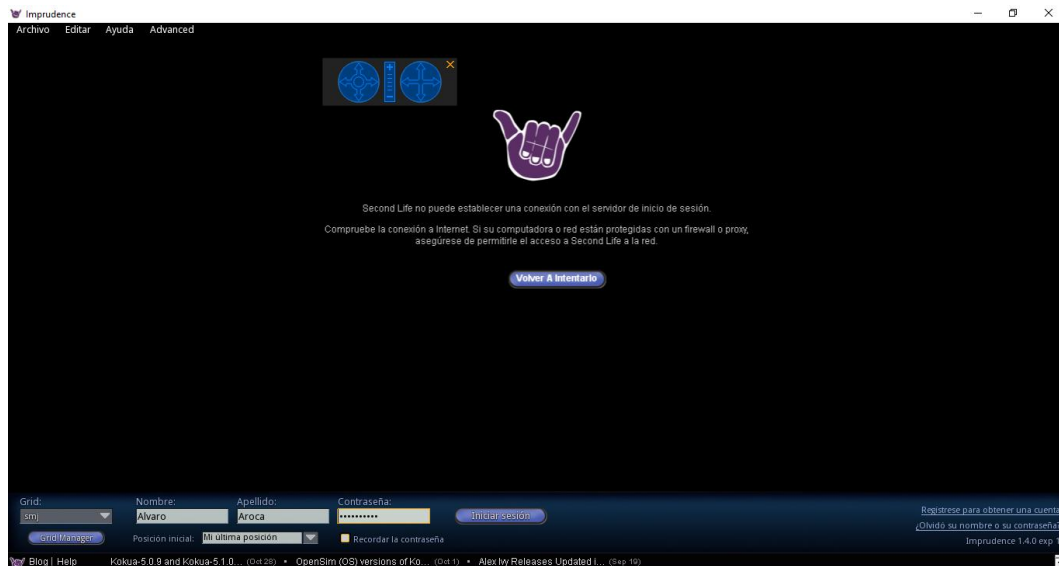 Imprudence
Archivo Editar Ayuda Advanced
Second Life no puede establecer una conexión con el servidor de inicio de sesión.
Compruebe la conexión a Internet. Si su computadora o red están protegidas con un firewall o proxy,
asegúrese de permitirle el acceso a Second Life a la red.
Volver A Intentarlo
Grid: Nombre: Apellido: Contraseña:
smj Alvaro Aroca •••••••••• Iniciar sesión
Regístrese para obtener una cuenta
¿Olvidó su nombre o su contraseña?
Grid Manager Posición inicial: Mi última posición Recordar la contraseña
Imprudence 1.4.0 exp 1
Blog | Help Kokua-5.0.9 and Kokua-5.1.0... (Oct 28) • OpenSim (OS) versions of Ko... (Oct 1) • Alex Ivy Releases Updated i... (Sep 19)